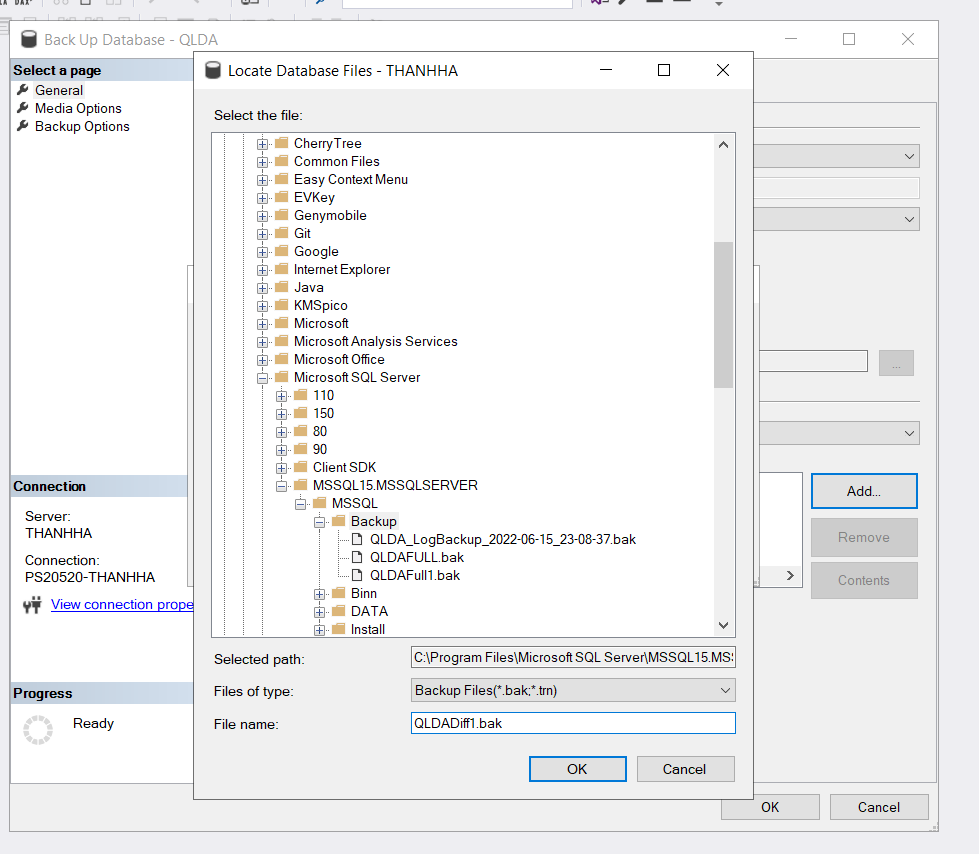 Back Up Database - QLDA
Select a page
General
Media Options
Backup Options
Connection
Server:
THANHHA
Connection:
PS20520-THANHHA
View connection prope
Progress
Ready
Locate Database Files - THANHHA
Select the file:
CherryTree
Common Files
Easy Context Menu
EVKey
Genymobile
Git
Google
Internet Explorer
Java
KMSpico
Microsoft
Microsoft Analysis Services
Microsoft Office
Microsoft SQL Server
110
150
80
90
Client SDK
MSSQL15.MSSQLSERVER
MSSQL
Backup
QLDA_LogBackup_2022-06-15_23-08-37.bak
QLDAFULL.bak
QLDAFull1.bak
Binn
DATA
Install
Selected path:
C:\Program Files\Microsoft SQL Server\MSSQL15.MS
Files of type:
Backup Files(*.bak;*.trn)
File name:
QLDADiff1.bak
OK
Cancel
...
Add...
Remove
Contents
OK
Cancel